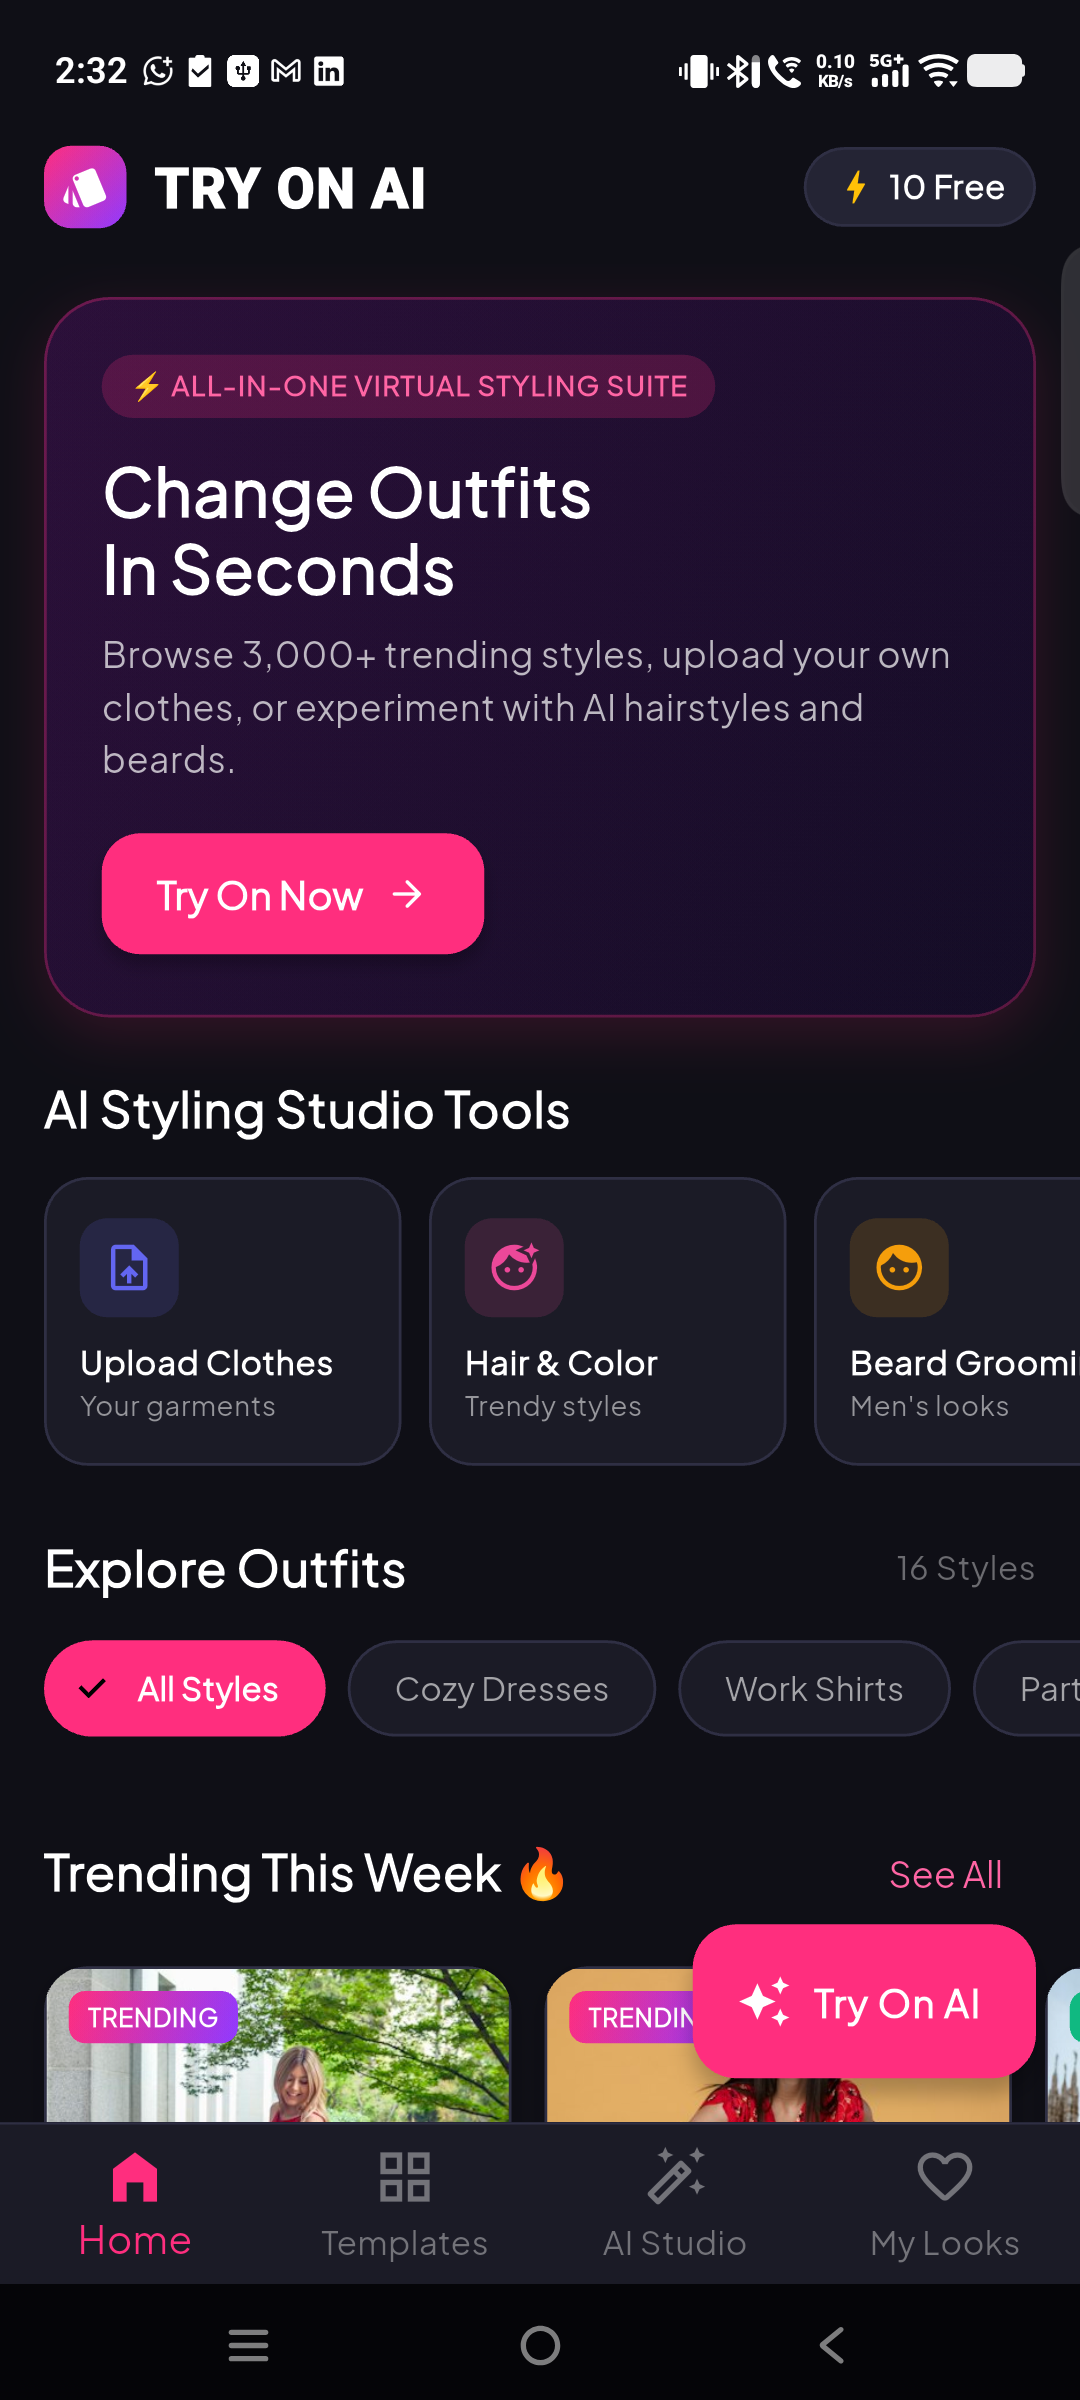 2:32
0.10
KB/s
5G+
TRY ON AI
10 Free
⚡ ALL-IN-ONE VIRTUAL STYLING SUITE
Change Outfits
In Seconds
Browse 3,000+ trending styles, upload your own
clothes, or experiment with AI hairstyles and
beards.
Try On Now →
AI Styling Studio Tools
Upload Clothes
Your garments
Hair & Color
Trendy styles
Beard Groomi
Men's looks
Explore Outfits
16 Styles
All Styles
Cozy Dresses
Work Shirts
Part
Trending This Week 🔥
See All
TRENDING
TRENDIN
Try On AI
Home
Templates
AI Studio
My Looks